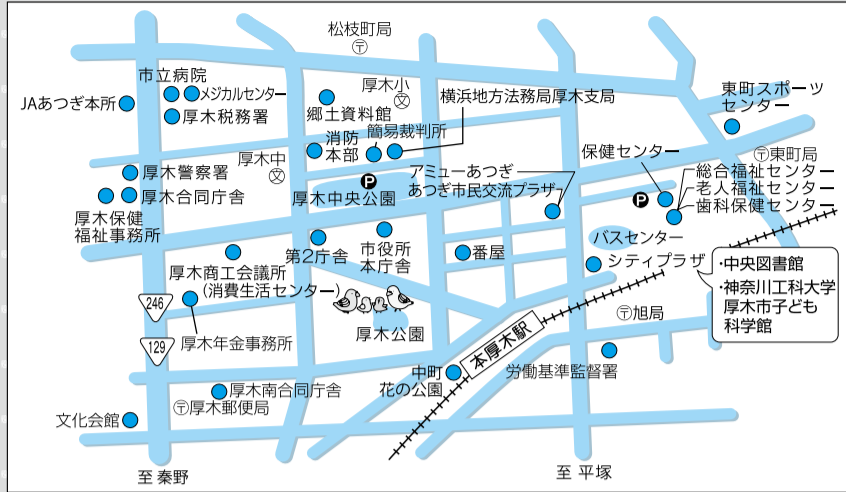 松枝町局
〒
市立病院
メジカルセンター
JAあつぎ本所
厚木税務署
厚木小
文
郷土資料館
横浜地方法務局厚木支局
東町スポーツ
センター
消防
本部
簡易裁判所
厚木中
文
保健センター
〒東町局
アミューあつぎ
あつぎ市民交流プラザ
総合福祉センター
老人福祉センター
歯科保健センター
厚木警察署
厚木合同庁舎
厚木保健
福祉事務所
P
厚木中央公園
P
バスセンター
第2庁舎
市役所
本庁舎
番屋
シティプラザ
・中央図書館
・神奈川工科大学
厚木市子ども
科学館
厚木商工会議所
(消費生活センター)
246
厚木年金事務所
厚木公園
129
本厚木駅
〒旭局
労働基準監督署
中町
花の公園
厚木南合同庁舎
〒厚木郵便局
文化会館
至 秦野
至 平塚